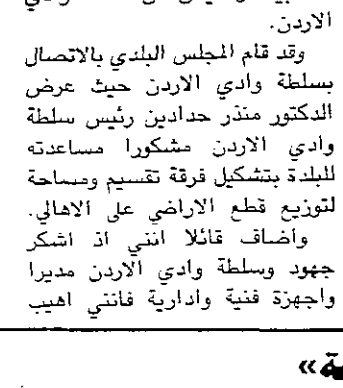 الاردن.
وقد قام المجلس البلدي بالاتصال
بسلطة وادي الاردن حيث عرض
الدكتور منذر حدادين رئيس سلطة
وادي الاردن مشكورا مساعدته
للبلدة بتشكيل فرقة تقسيم ومساحة
لتوزيع قطع الاراضي على الاهالي.
واضاف قائلا انني اذ اشكر
جهود وسلطة وادي الاردن مديرا
واجهزة فنية وادارية فانني اهيب